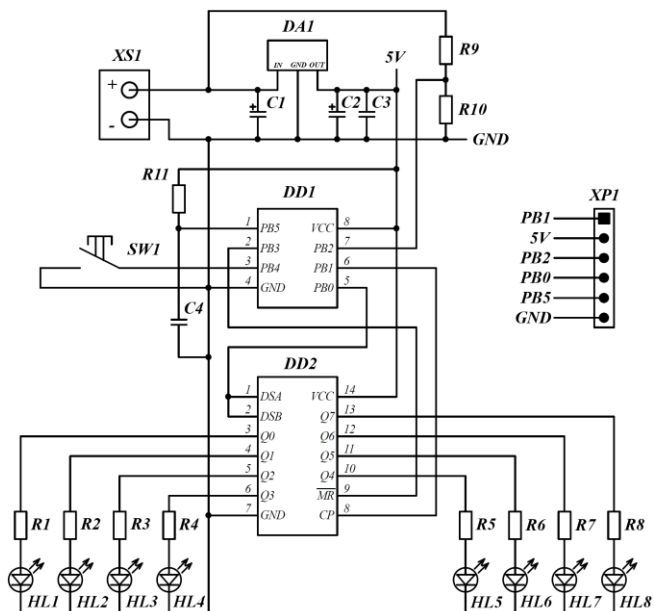 DA1
XS1
R9
5V
IN GND OUT
+
C1
+
C2
C3
R10
-
GND
R11
DD1
XP1
1 PB5 VCC 8
PB1
2 PB3 PB2 7
5V
SW1
3 PB4 PB1 6
PB2
4 GND PB0 5
PB0
C4
PB5
GND
DD2
1 DSA VCC 14
2 DSB Q7 13
3 Q0 Q6 12
4 Q1 Q5 11
5 Q2 Q4 10
6 Q3 MR 9
7 GND CP 8
R1 R2 R3 R4 R5 R6 R7 R8
HL1 HL2 HL3 HL4 HL5 HL6 HL7 HL8